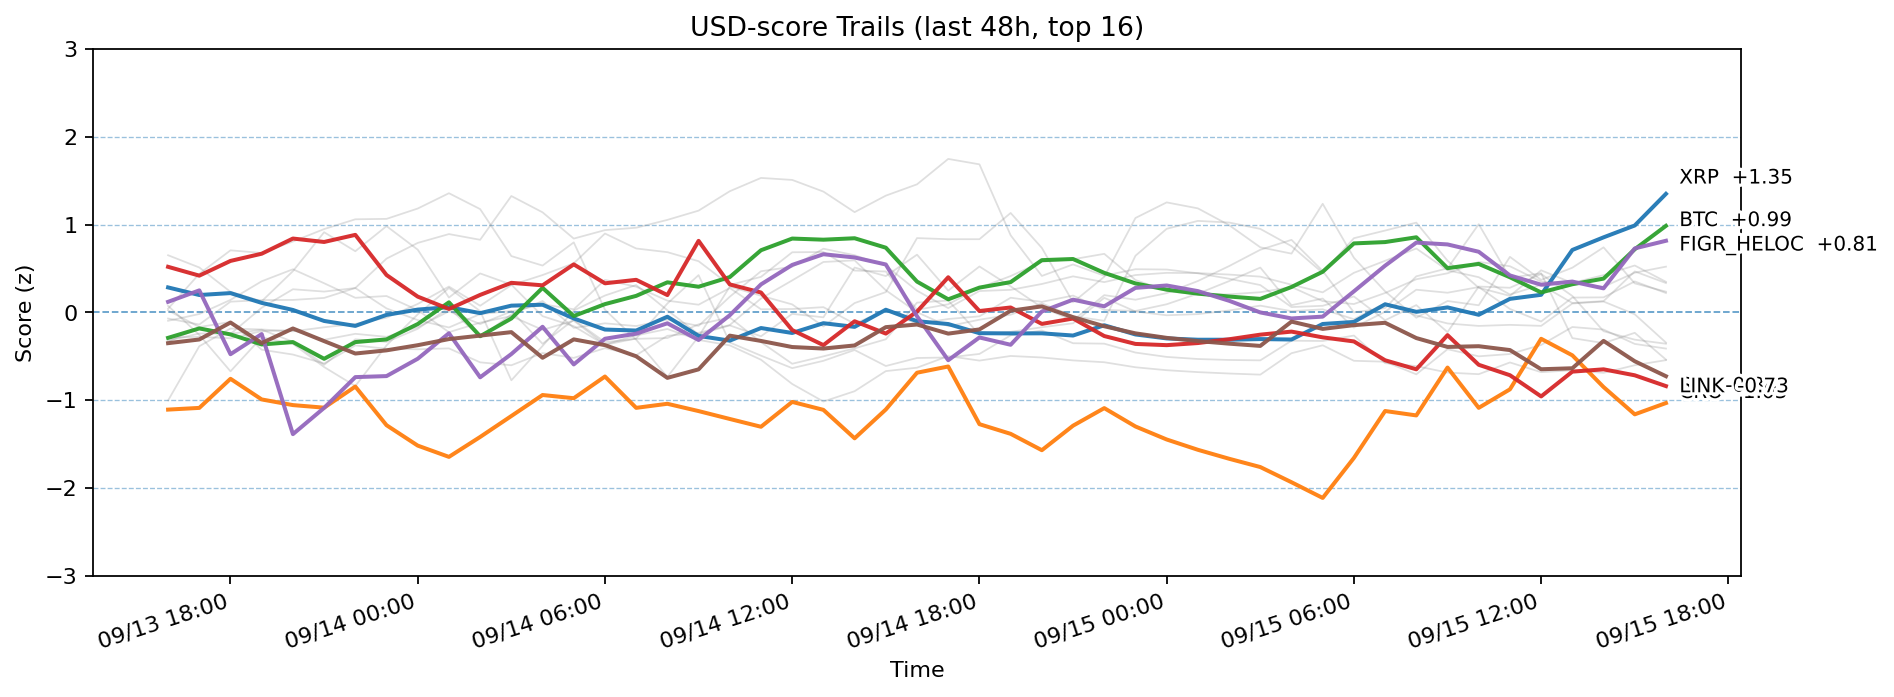 USD-score Trails (last 48h, top 16)
3
2
1
0
−1
−2
−3
Score (z)
XRP +1.35
BTC +0.99
FIGR_HELOC +0.81
LINK
09/13 18:00
09/14 00:00
09/14 06:00
09/14 12:00
09/14 18:00
09/15 00:00
09/15 06:00
09/15 12:00
09/15 18:00
Time